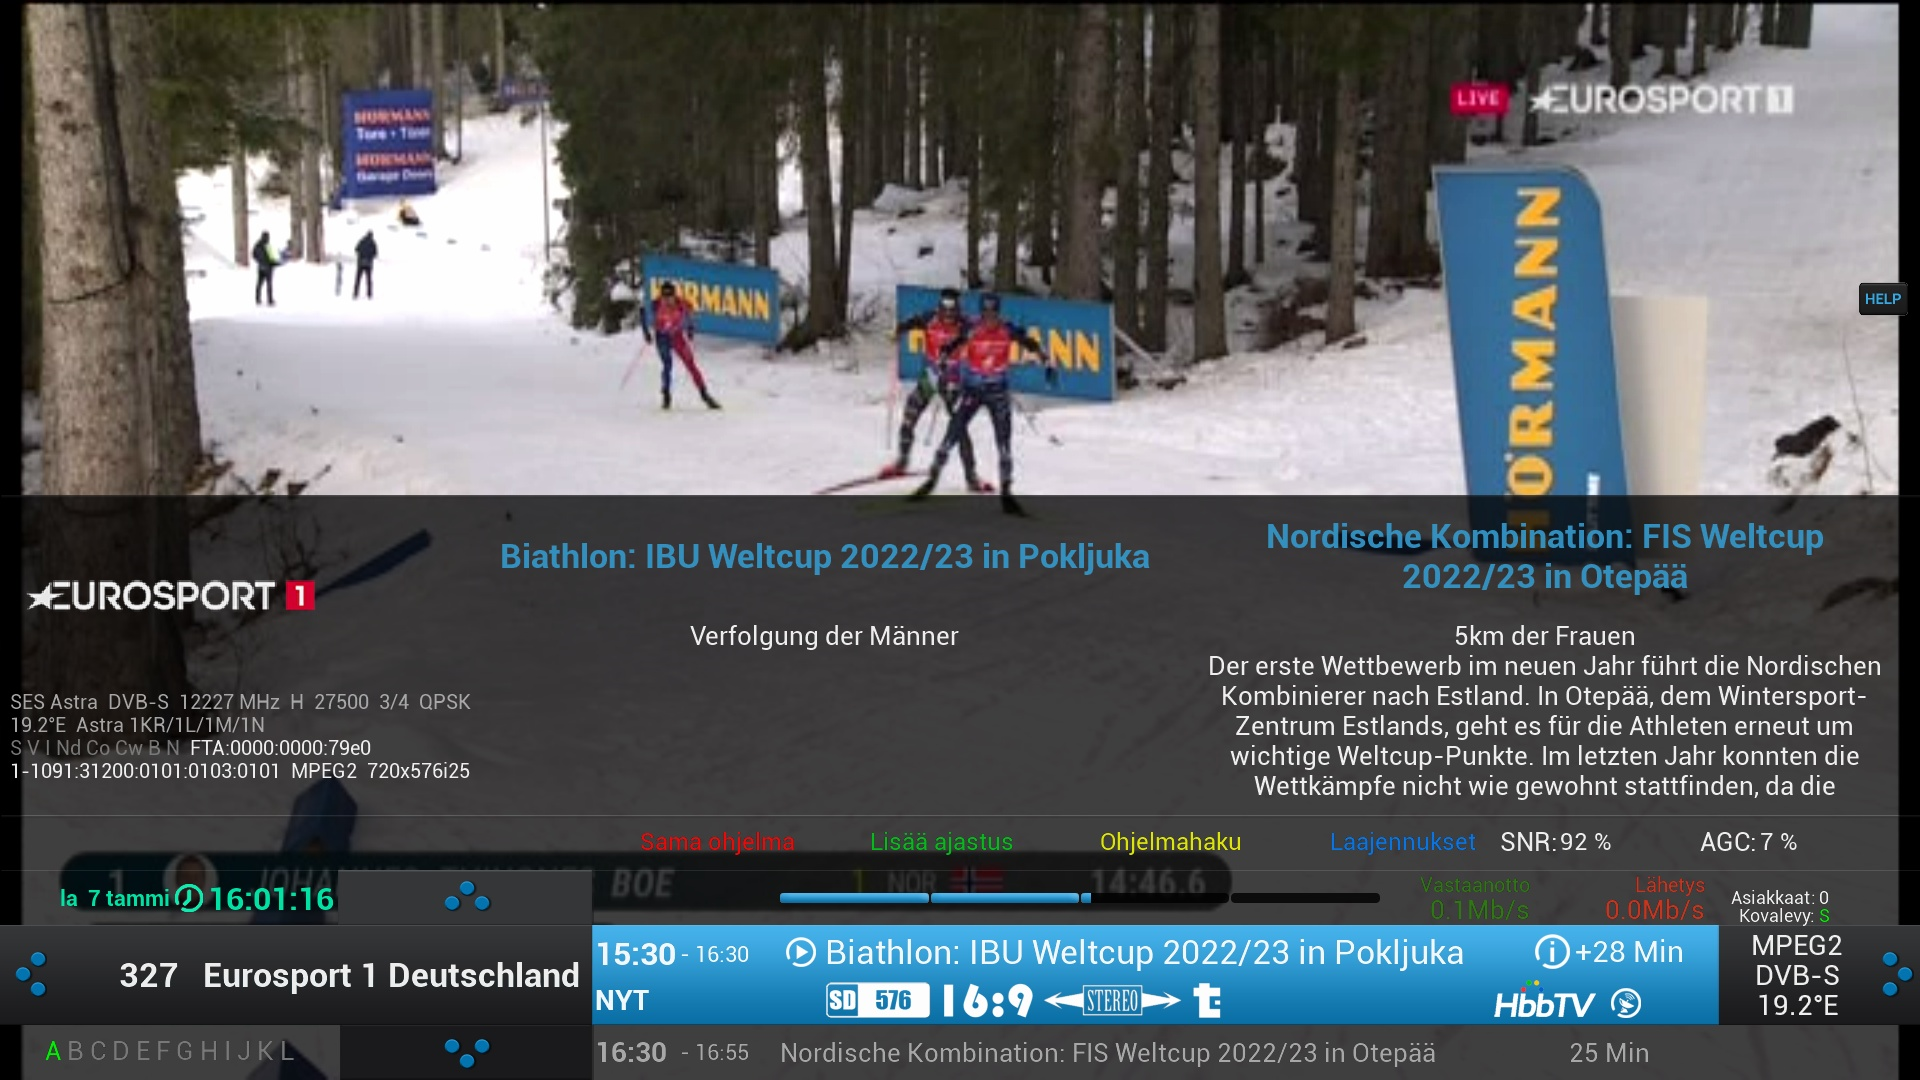 HÖRMANN
Tore • Türen
HÖRMANN
Garage Doors
LIVE EUROSPORT 1
HÖRMANN
HÖRMANN
HÖRMANN
HELP
Biathlon: IBU Weltcup 2022/23 in Pokljuka
Nordische Kombination: FIS Weltcup
2022/23 in Otepää
EUROSPORT 1
Verfolgung der Männer
5km der Frauen
Der erste Wettbewerb im neuen Jahr führt die Nordischen
Kombinierer nach Estland. In Otepää, dem Wintersport-
Zentrum Estlands, geht es für die Athleten erneut um
wichtige Weltcup-Punkte. Im letzten Jahr konnten die
Wettkämpfe nicht wie gewohnt stattfinden, da die
SES Astra DVB-S 12227 MHz H 27500 3/4 QPSK
19.2°E Astra 1KR/1L/1M/1N
S V I Nd Co Cw B N FTA:0000:0000:79e0
1-1091:31200:0101:0103:0101 MPEG2 720x576i25
Sama ohjelma Lisää ajastus Ohjelmahaku Laajennukset SNR: 92 % AGC: 7 %
1 BOE 1 NOR 14:46.6
la 7 tammi 16:01:16
Vastaanotto
0.1Mb/s
Lähetys
0.0Mb/s
Asiakkaat: 0
Kovalevy: S
327 Eurosport 1 Deutschland
15:30 - 16:30 Biathlon: IBU Weltcup 2022/23 in Pokljuka +28 Min
NYT SD 576 16:9 STEREO t: HbbTV
MPEG2
DVB-S
19.2°E
A B C D E F G H I J K L
16:30 - 16:55 Nordische Kombination: FIS Weltcup 2022/23 in Otepää 25 Min